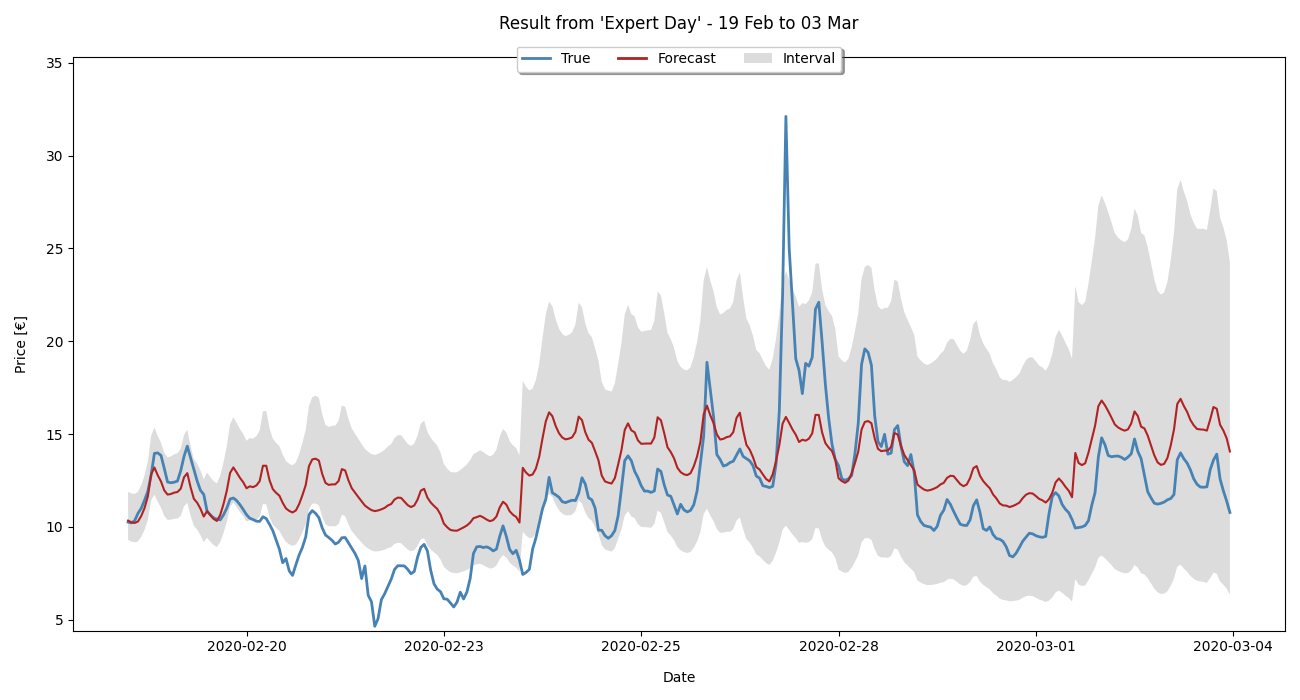 Result from 'Expert Day' - 19 Feb to 03 Mar
True Forecast Interval
35
30
25
20
15
10
5
Price [€]
2020-02-20 2020-02-23 2020-02-25 2020-02-28 2020-03-01 2020-03-04
Date